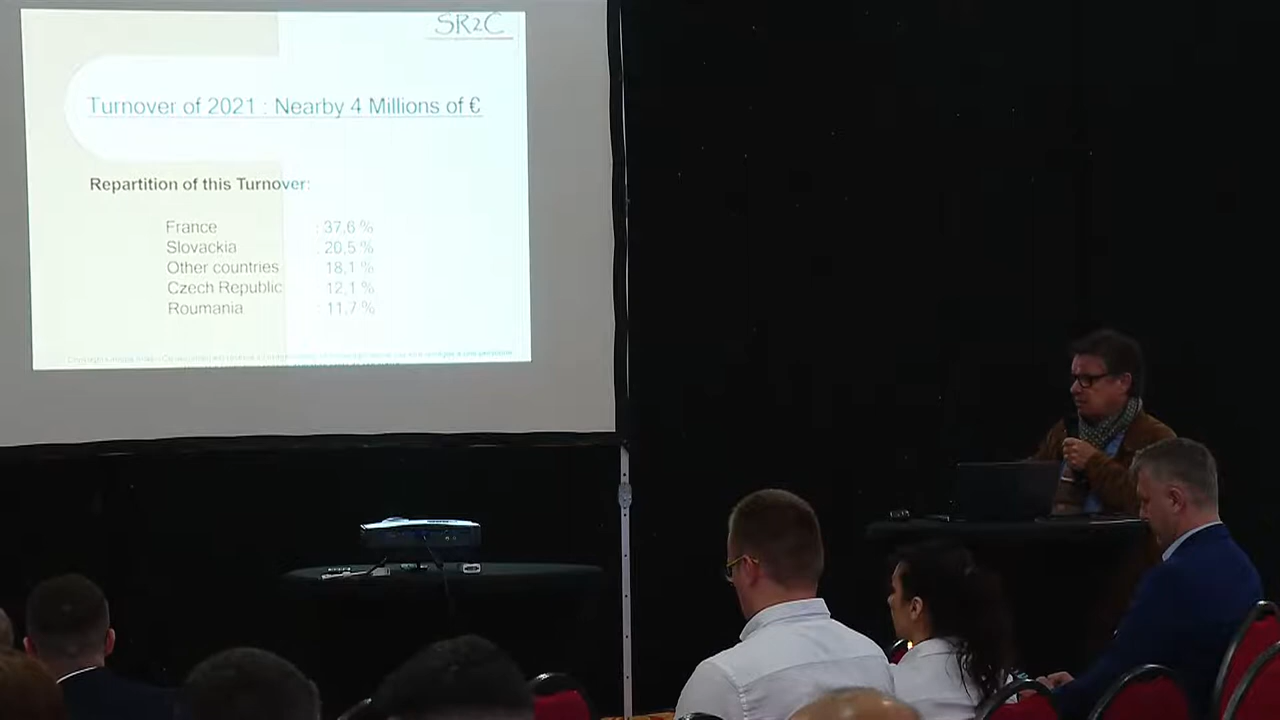 SR2C
Turnover of 2021 : Nearby 4 Millions of €
Repartition of this Turnover:
France : 37,6 %
Slovackia : 20,5 %
Other countries 18,1 %
Czech Republic 12,1 %
Roumania : 11,7 %